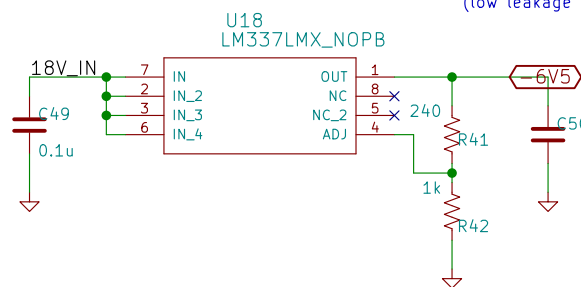 (low leakage
U18
LM337LMX_NOPB
18V_IN
7 IN OUT 1
-6V5
2 IN_2 NC 8
C49
3 IN_3 NC_2 5
240
6 IN_4 ADJ 4
R41
0.1u
1k
R42